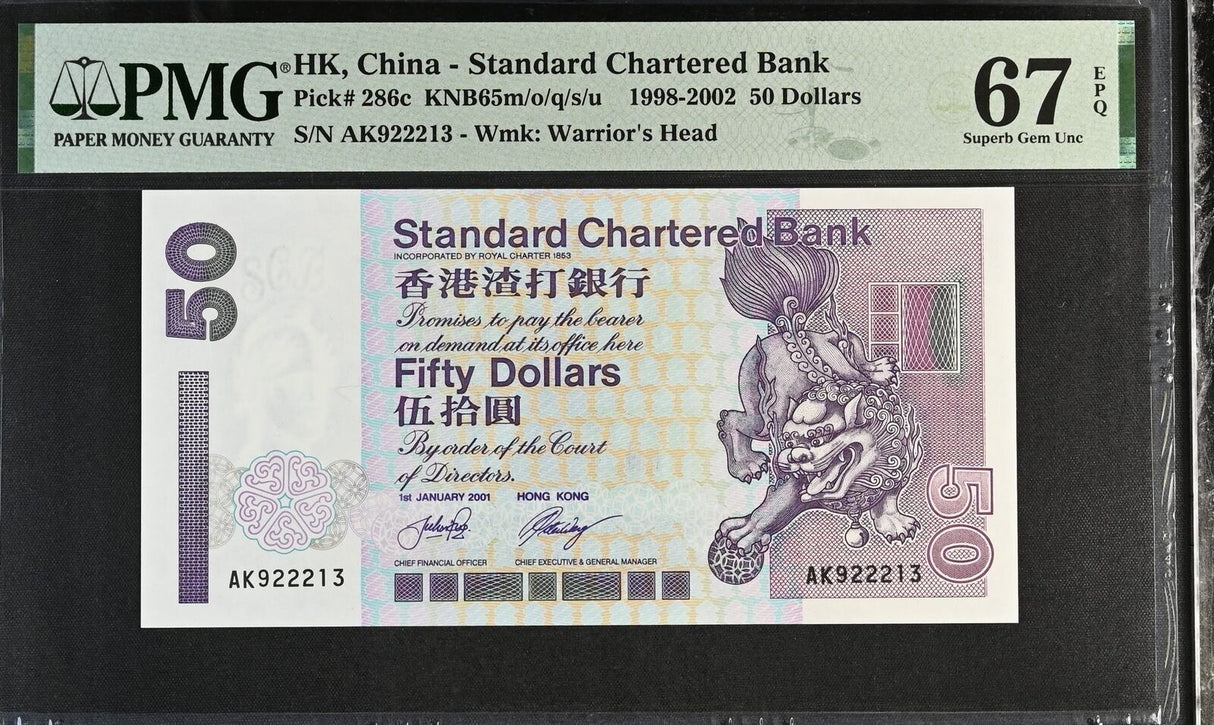 PMG®
PAPER MONEY GUARANTY
HK, China - Standard Chartered Bank
Pick# 286c KNB65m/o/q/s/u 1998-2002 50 Dollars
S/N AK922213 - Wmk: Warrior's Head
67
EPQ
Superb Gem Unc
50
Standard Chartered Bank
INCORPORATED BY ROYAL CHARTER 1853
香港渣打銀行
Promises to pay the bearer
on demand at its office here
Fifty Dollars
伍拾圓
By order of the Court
of Directors.
1st JANUARY 2001 HONG KONG
CHIEF FINANCIAL OFFICER CHIEF EXECUTIVE & GENERAL MANAGER
AK922213
AK922213
50